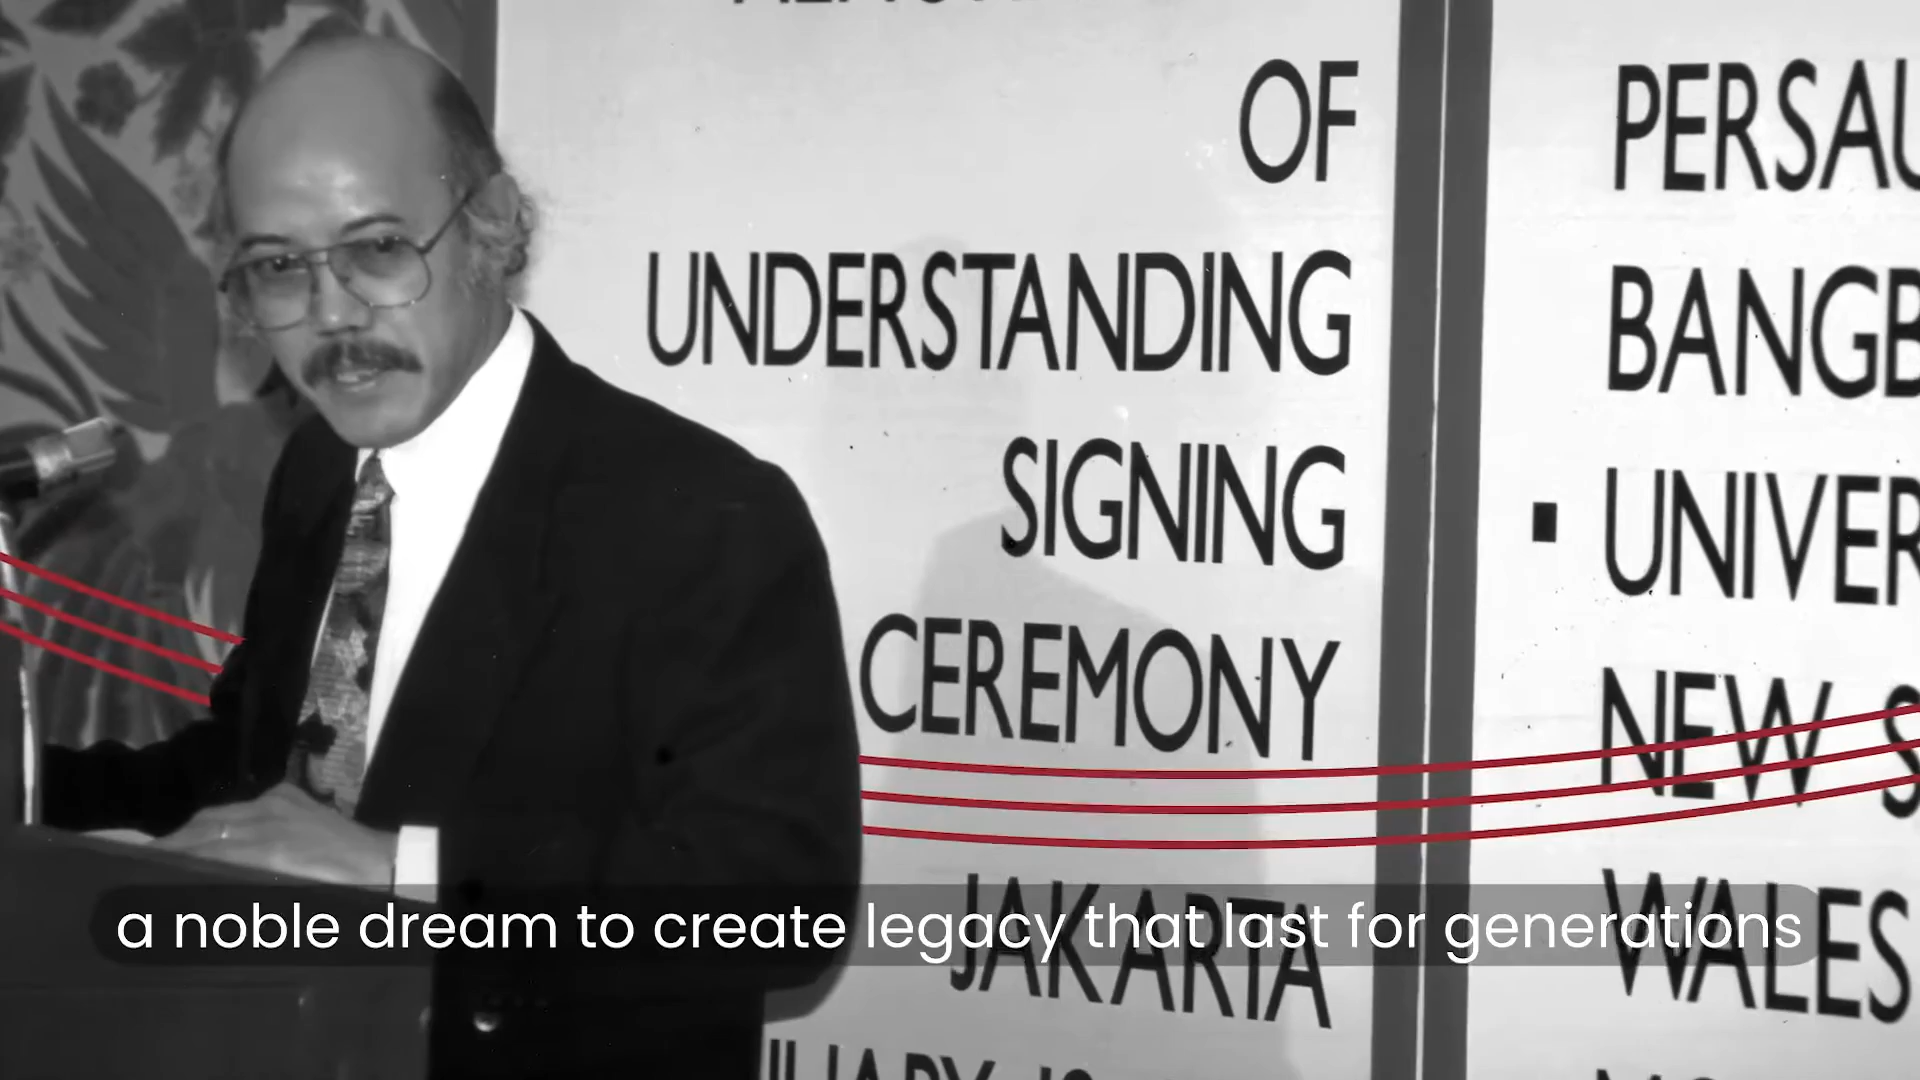 OF
UNDERSTANDING
SIGNING
CEREMONY
JAKARTA
PERSAU
BANGB
▪ UNIVER
NEW S
WALES
a noble dream to create legacy that last for generations